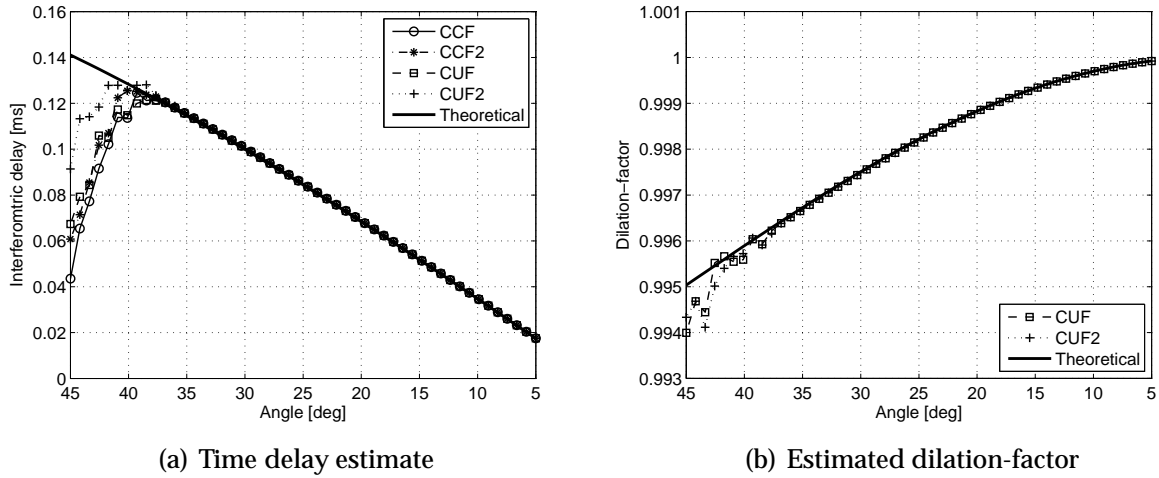 0.16
0.14
0.12
0.1
0.08
0.06
0.04
0.02
0
45 40 35 30 25 20 15 10 5
Interferomtric delay [ms]
Angle [deg]
CCF
CCF2
CUF
CUF2
Theoretical
(a) Time delay estimate
1.001
1
0.999
0.998
0.997
0.996
0.995
0.994
0.993
45 40 35 30 25 20 15 10 5
Dilation−factor
Angle [deg]
CUF
CUF2
Theoretical
(b) Estimated dilation-factor